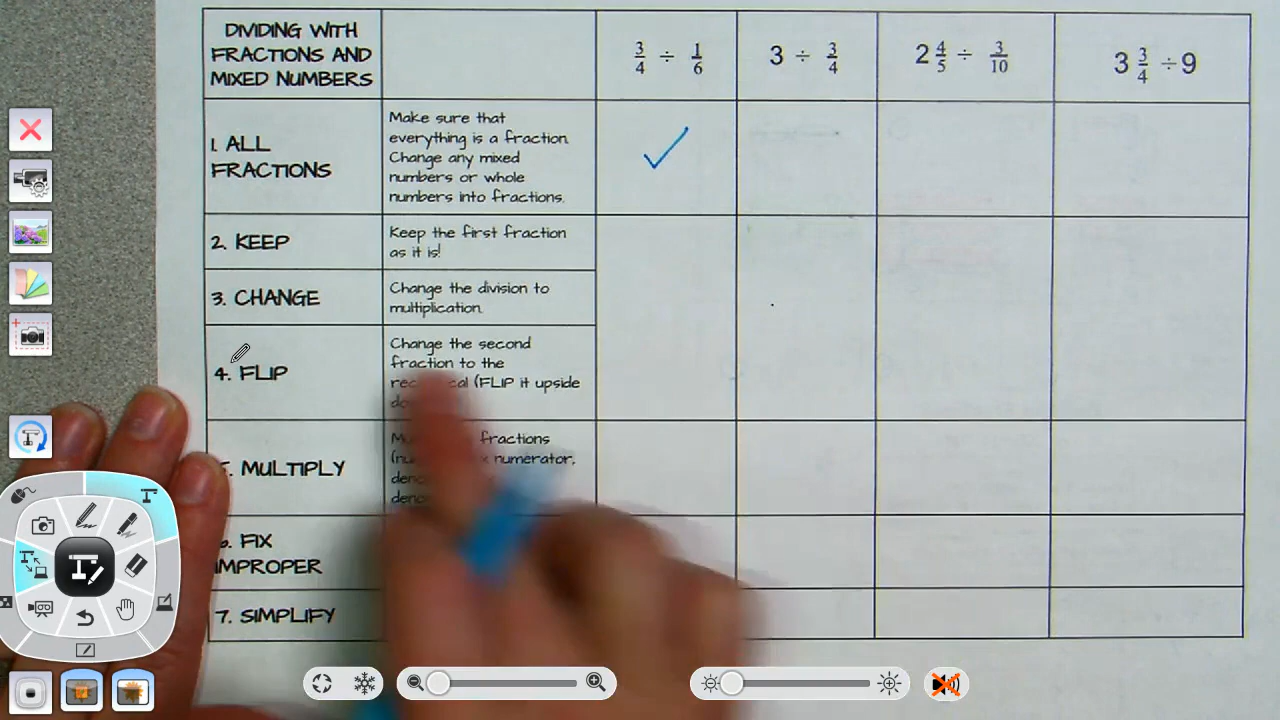 DIVIDING WITH
FRACTIONS AND
MIXED NUMBERS
3/4 ÷ 1/6
3 ÷ 3/4
2 4/5 ÷ 3/10
3 3/4 ÷ 9
1. ALL
FRACTIONS
Make sure that
everything is a fraction.
Change any mixed
numbers or whole
numbers into fractions.
2. KEEP
Keep the first fraction
as it is!
3. CHANGE
Change the division to
multiplication.
4. FLIP
Change the second
fraction to the
(FLIP it upside
MULTIPLY
fractions
x numerator,
FIX
IMPROPER
7. SIMPLIFY